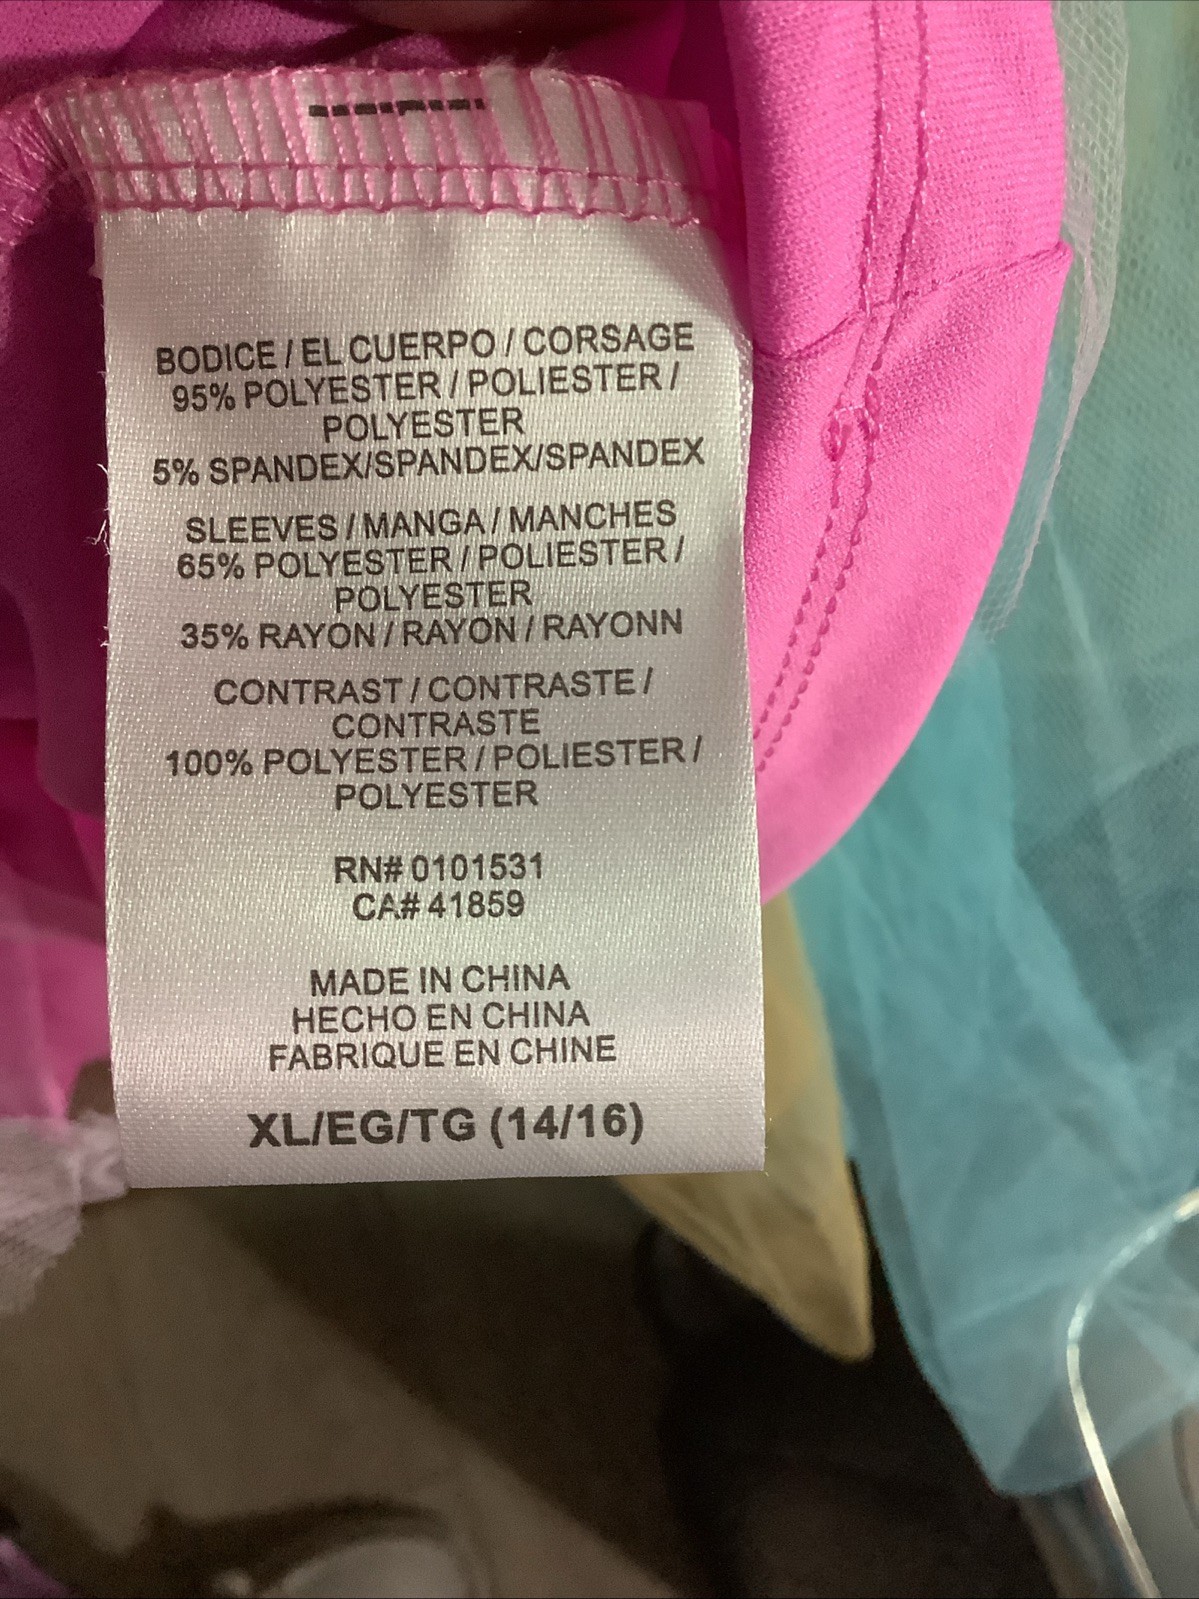 BODICE / EL CUERPO / CORSAGE
95% POLYESTER / POLIESTER /
POLYESTER
5% SPANDEX/SPANDEX/SPANDEX
SLEEVES / MANGA / MANCHES
65% POLYESTER / POLIESTER /
POLYESTER
35% RAYON / RAYON / RAYONN
CONTRAST / CONTRASTE /
CONTRASTE
100% POLYESTER / POLIESTER /
POLYESTER
RN# 0101531
CA# 41859
MADE IN CHINA
HECHO EN CHINA
FABRIQUE EN CHINE
XL/EG/TG (14/16)